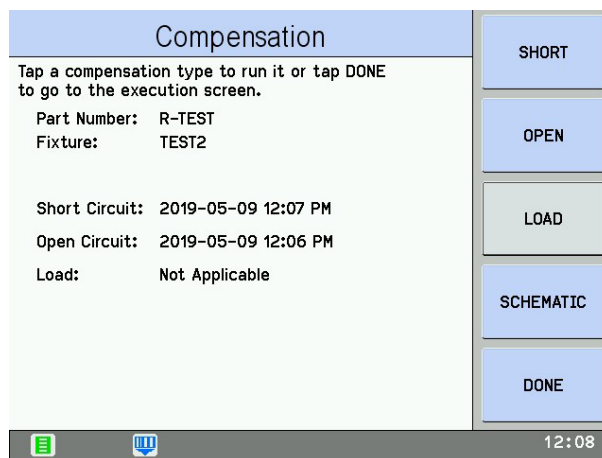 Compensation
Tap a compensation type to run it or tap DONE
to go to the execution screen.
Part Number: R-TEST
Fixture: TEST2
Short Circuit: 2019-05-09 12:07 PM
Open Circuit: 2019-05-09 12:06 PM
Load: Not Applicable
SHORT
OPEN
LOAD
SCHEMATIC
DONE
12:08